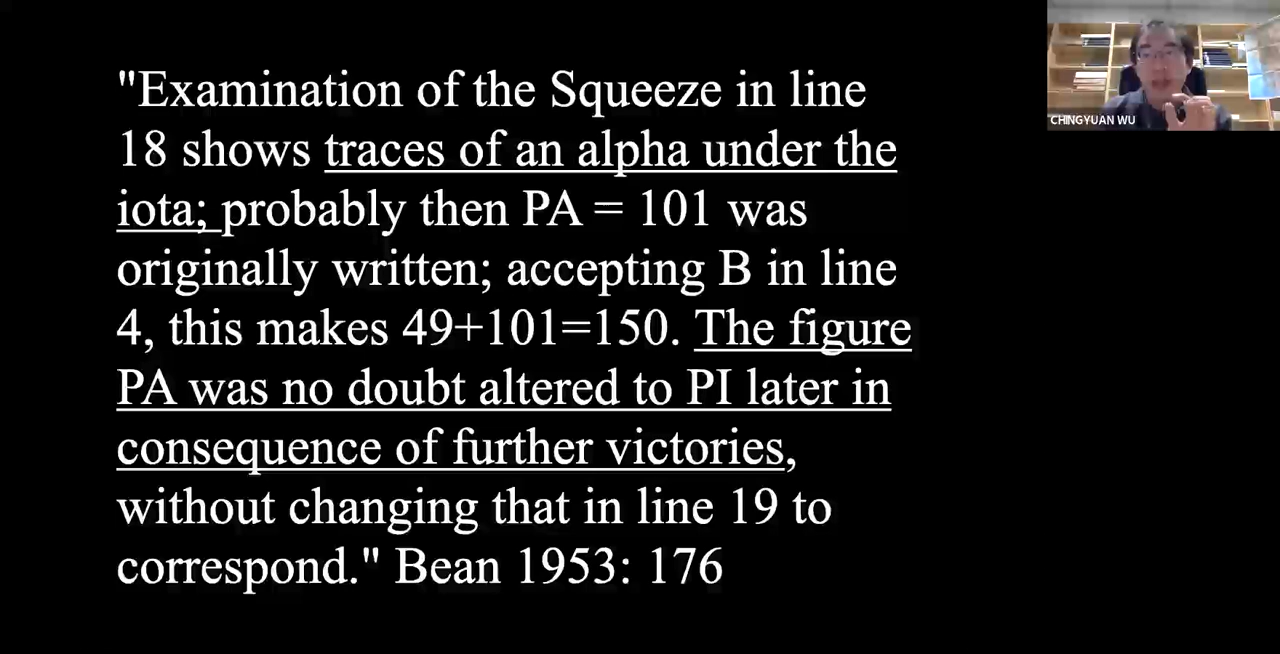 "Examination of the Squeeze in line
18 shows traces of an alpha under the
iota; probably then PA = 101 was
originally written; accepting B in line
4, this makes 49+101=150. The figure
PA was no doubt altered to PI later in
consequence of further victories,
without changing that in line 19 to
correspond." Bean 1953: 176
CHINGYUAN WU